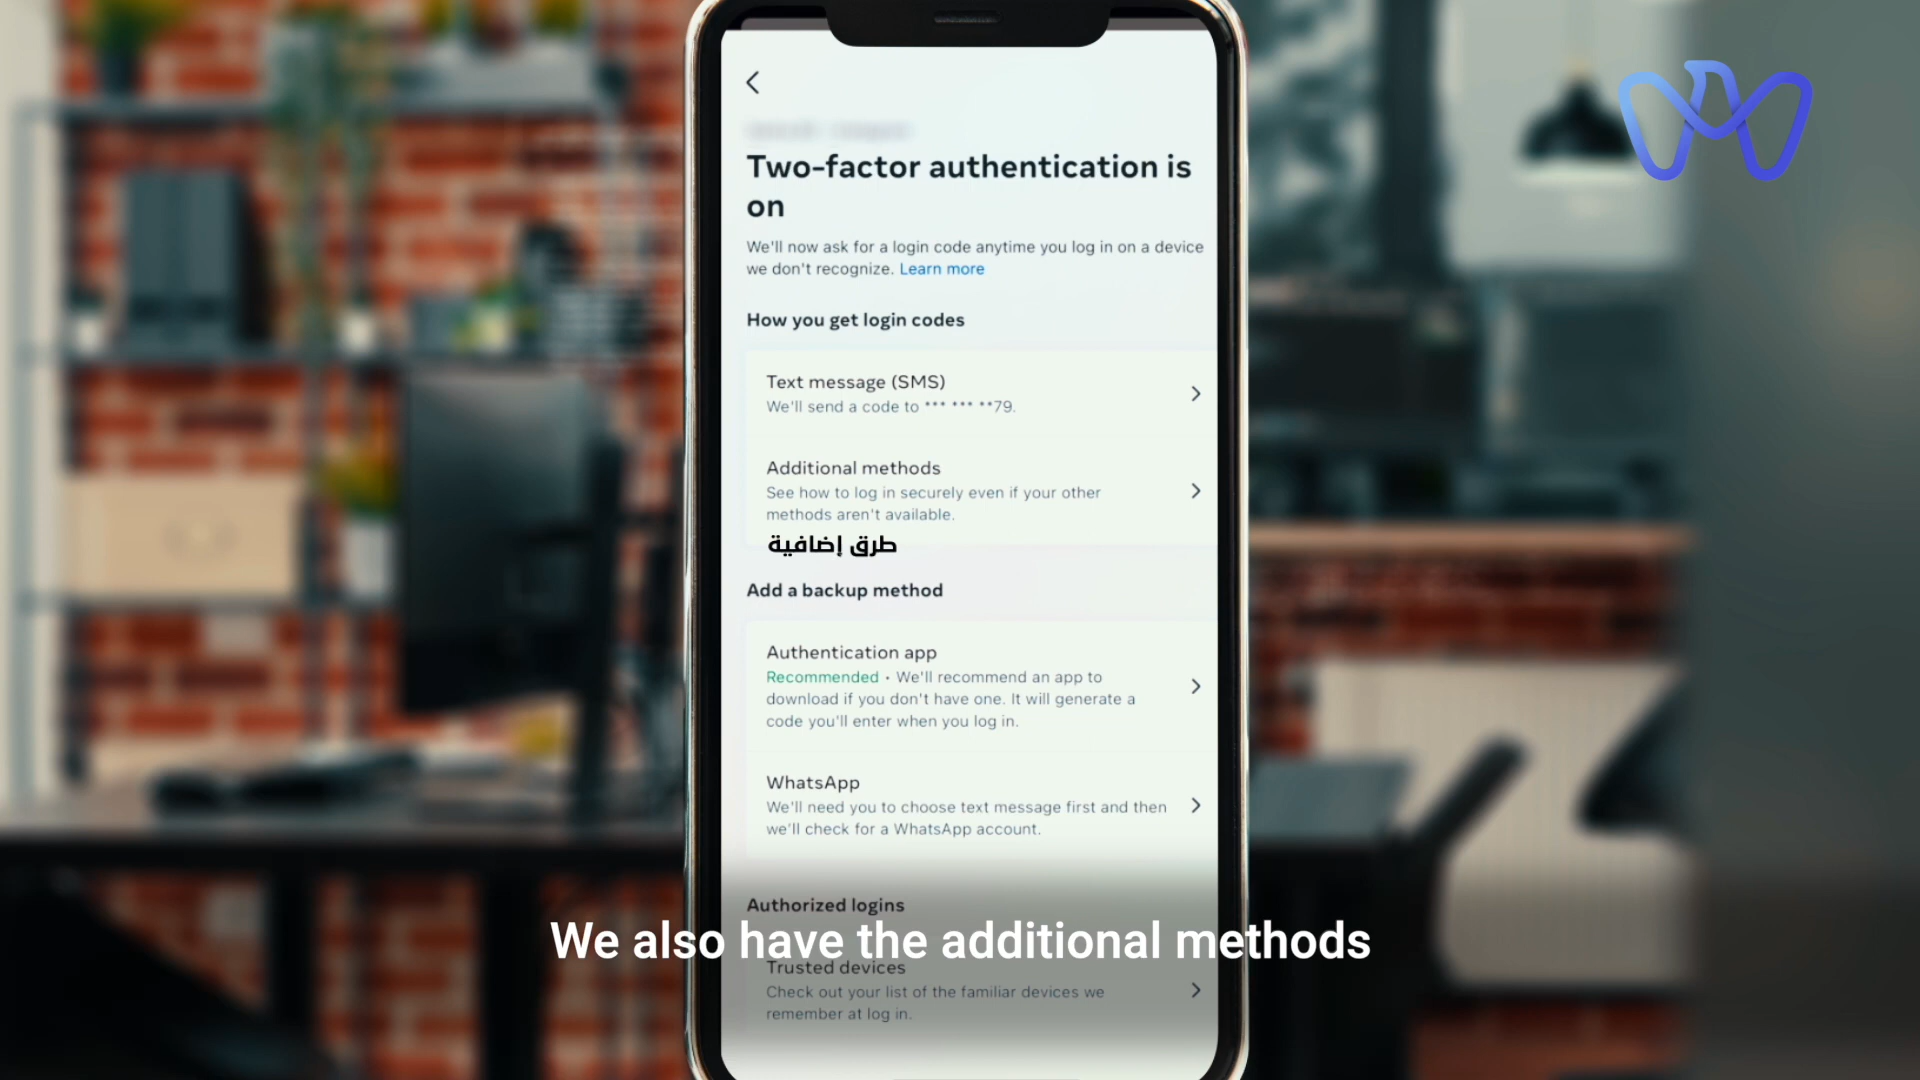 Two-factor authentication is
on
We'll now ask for a login code anytime you log in on a device
we don't recognize. Learn more
How you get login codes
Text message (SMS)
We'll send a code to *** *** **79.
Additional methods
See how to log in securely even if your other
methods aren't available.
طرق إضافية
Add a backup method
Authentication app
Recommended • We'll recommend an app to
download if you don't have one. It will generate a
code you'll enter when you log in.
WhatsApp
We'll need you to choose text message first and then
we'll check for a WhatsApp account.
Authorized logins
We also have the additional methods
Trusted devices
Check out your list of the familiar devices we
remember at log in.